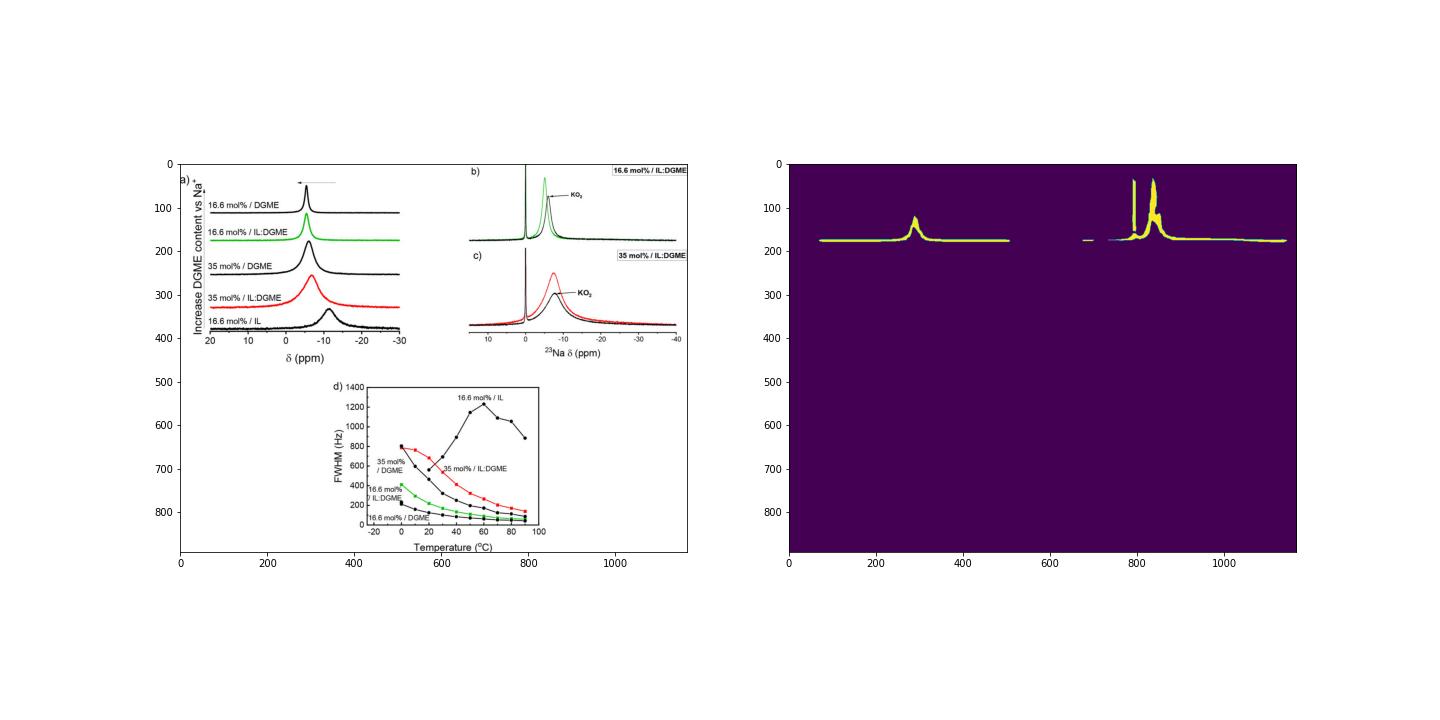 0
100
200
300
400
500
600
700
800
0
200
400
600
800
1000
a)
Increase DGME content vs Na+
16.6 mol% / DGME
16.6 mol% / IL:DGME
35 mol% / DGME
35 mol% / IL:DGME
16.6 mol% / IL
20 10 0 -10 -20 -30
δ (ppm)
b)
16.6 mol% / IL:DGME
KO2
c)
35 mol% / IL:DGME
KO2
10 0 -10 -20 -30 -40
23Na δ (ppm)
d)
1400
1200
1000
800
600
400
200
0
FWHM (Hz)
16.6 mol% / IL
35 mol%
/ DGME
35 mol% / IL:DGME
16.6 mol%
/ IL:DGME
16.6 mol% / DGME
-20 0 20 40 60 80 100
Temperature (°C)
0
100
200
300
400
500
600
700
800
0
200
400
600
800
1000